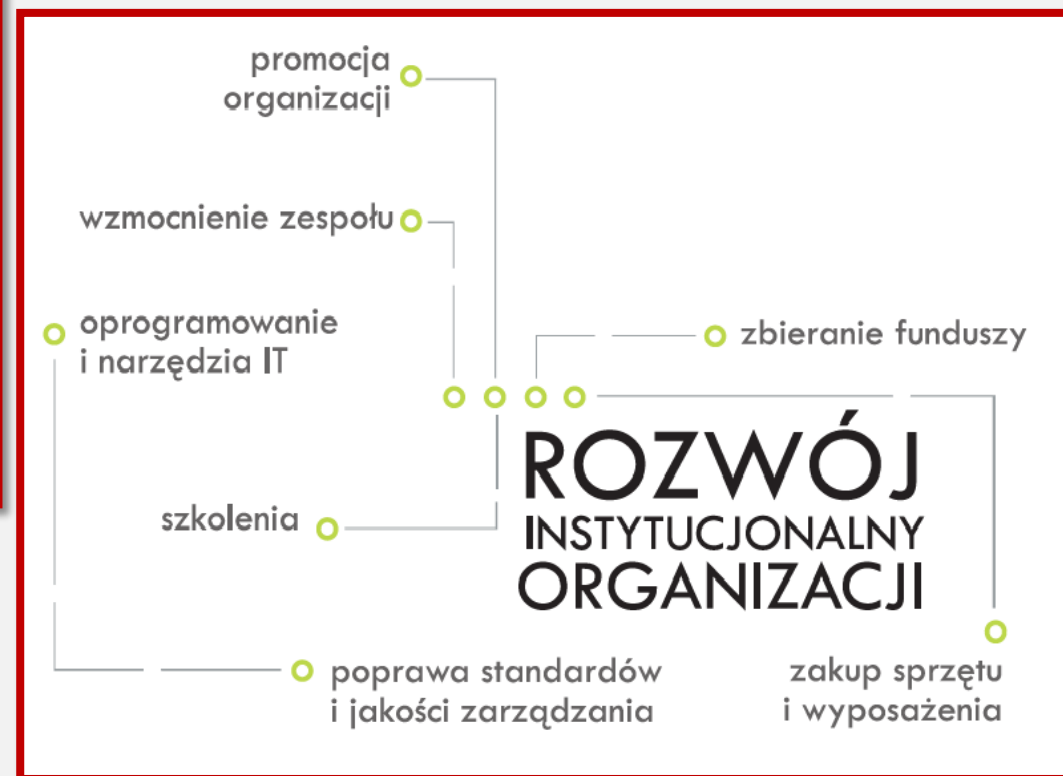 promocja
organizacji
wzmocnienie zespołu
oprogramowanie
i narzędzia IT
zbieranie funduszy
ROZWÓJ
INSTYTUCJONALNY
ORGANIZACJI
szkolenia
poprawa standardów
i jakości zarządzania
zakup sprzętu
i wyposażenia